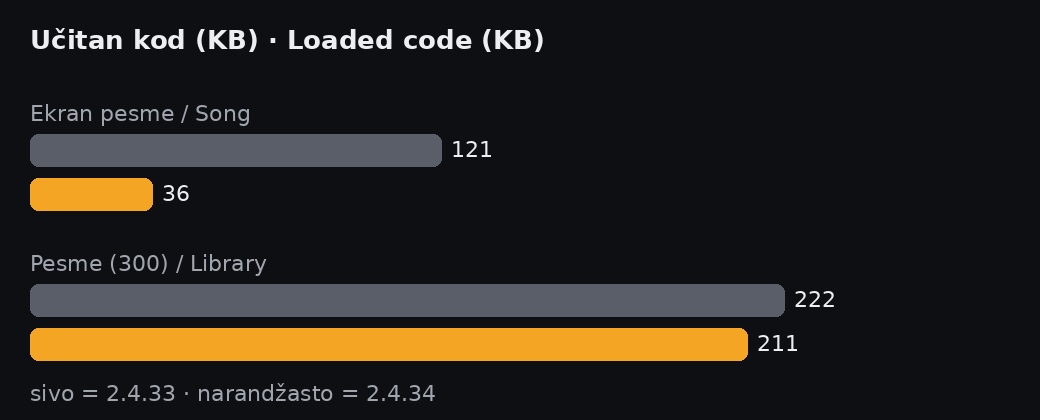 Učitan kod (KB) · Loaded code (KB)
Ekran pesme / Song
121
36
Pesme (300) / Library
222
211
sivo = 2.4.33 · narandžasto = 2.4.34